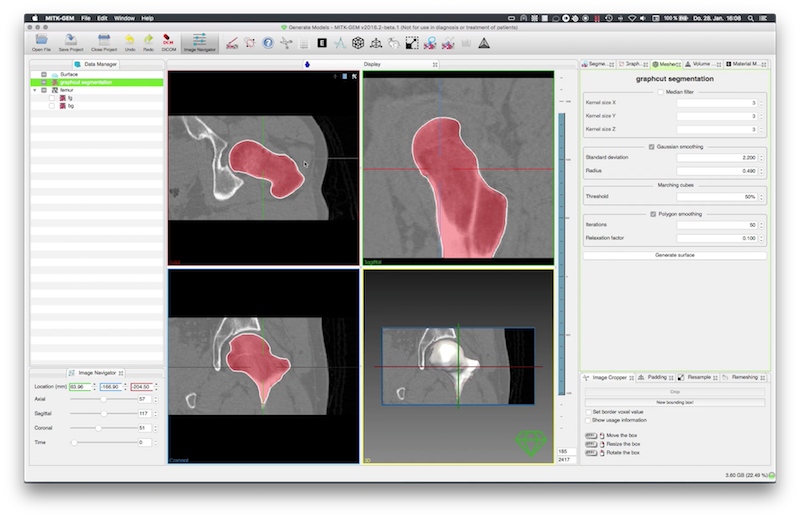 MITK-GEM File Edit Window Help
100 % Do. 28. Jan. 16:08
Generate Models - MITK-GEM v2016.2-beta.1 (Not for use in diagnosis or treatment of patients)
Open File Save Project Close Project Undo Redo DICOM Image Navigator
Data Manager
Display
Segme... Graph... Mesher Volume ... Material M...
Surface
graphcut segmentation
femur
fg
bg
graphcut segmentation
Median filter
Kernel size X 3
Kernel size Y 3
Kernel size Z 3
Gaussian smoothing
Standard deviation 2.200
Radius 0.490
Marching cubes
Threshold 50%
Polygon smoothing
Iterations 50
Relaxation factor 0.100
Generate surface
Axial
Sagittal
Coronal
3D
185
2417
Image Navigator
Location (mm) 83.96 -166.90 -204.50
Axial 57
Sagittal 117
Coronal 51
Time 0
Image Cropper Padding Resample Remeshing
Crop
New bounding box!
Set border voxel value
Show usage information
Move the box
Resize the box
Rotate the box
3.60 GB (22.49 %)